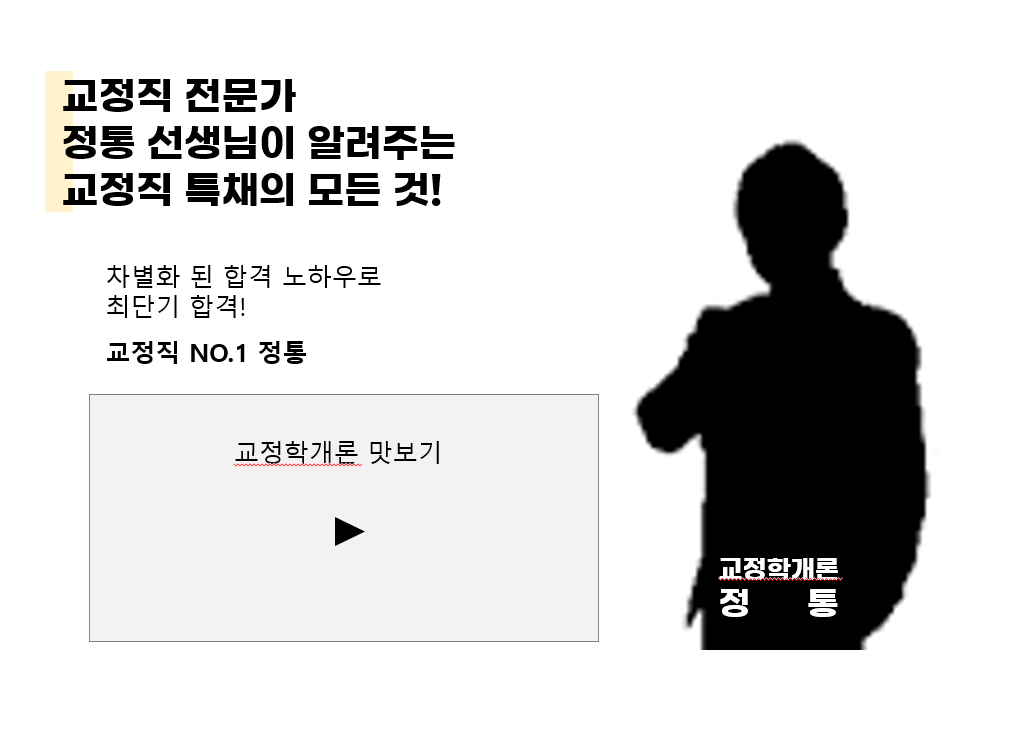 교정직 전문가
정통 선생님이 알려주는
교정직 특채의 모든 것!
차별화 된 합격 노하우로
최단기 합격!
교정직 NO.1 정통
교정학개론 맛보기
교정학개론
정 통